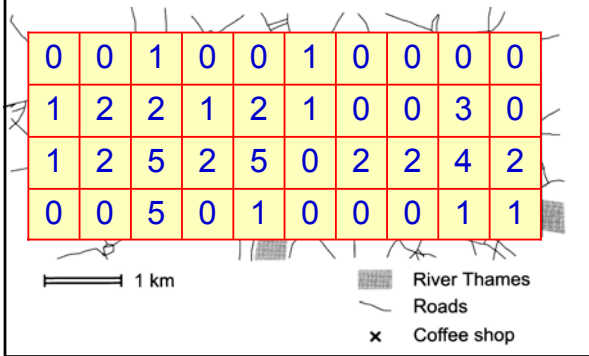 0 0 1 0 0 1 0 0 0 0
1 2 2 1 2 1 0 0 3 0
1 2 5 2 5 0 2 2 4 2
0 0 5 0 1 0 0 0 1 1
1 km
River Thames
Roads
x Coffee shop